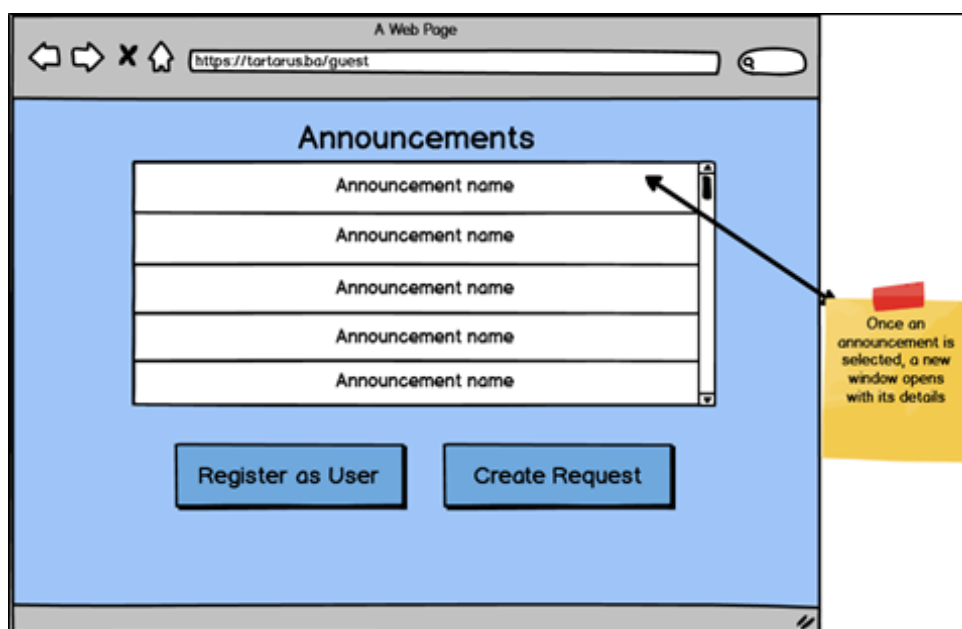 A Web Page
https://tartarus.ba/guest
Announcements
Announcement name
Announcement name
Announcement name
Announcement name
Announcement name
Once an
announcement is
selected, a new
window opens
with its details
Register as User
Create Request